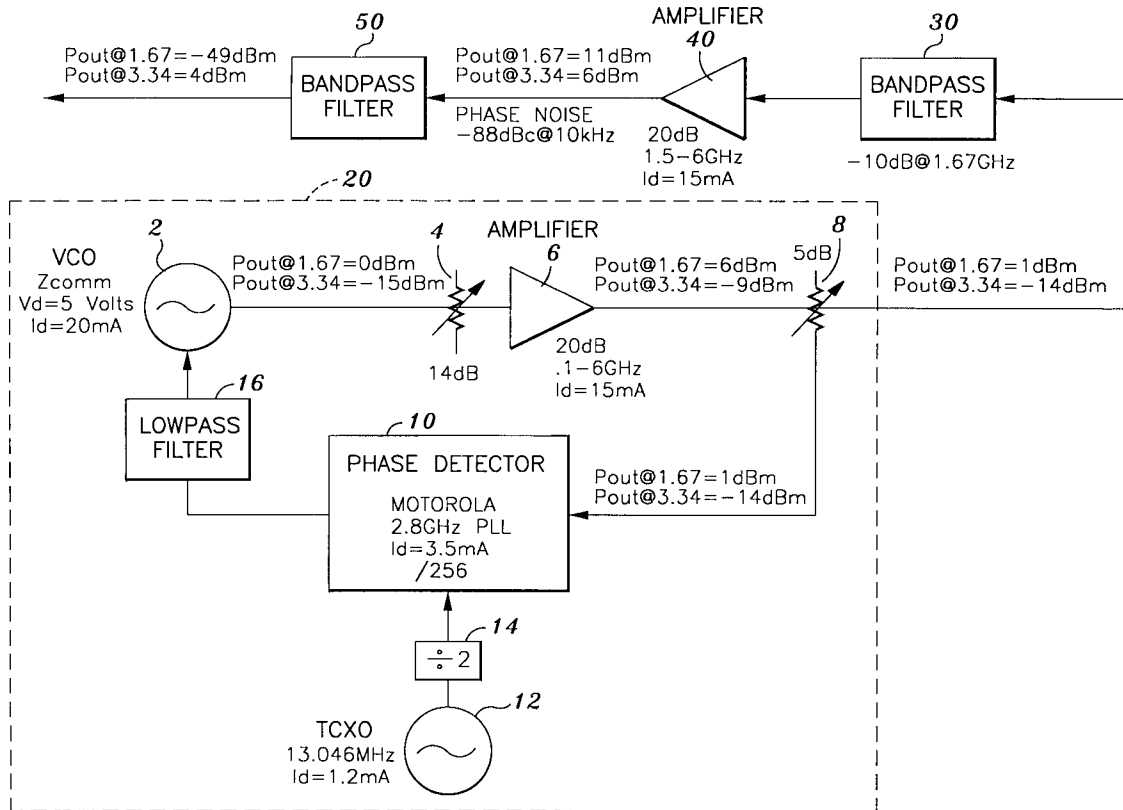 50
AMPLIFIER
40
30
Pout@1.67=-49dBm
Pout@3.34=4dBm
BANDPASS
FILTER
Pout@1.67=11dBm
Pout@3.34=6dBm
PHASE NOISE
-88dBc@10kHz
20dB
1.5-6GHz
Id=15mA
BANDPASS
FILTER
-10dB@1.67GHz
20
2
VCO
Zcomm
Vd=5 Volts
Id=20mA
Pout@1.67=0dBm
Pout@3.34=-15dBm
4
14dB
AMPLIFIER
6
20dB
.1-6GHz
Id=15mA
Pout@1.67=6dBm
Pout@3.34=-9dBm
8
5dB
Pout@1.67=1dBm
Pout@3.34=-14dBm
16
LOWPASS
FILTER
10
PHASE DETECTOR
MOTOROLA
2.8GHz PLL
Id=3.5mA
/256
Pout@1.67=1dBm
Pout@3.34=-14dBm
14
÷ 2
12
TCXO
13.046MHz
Id=1.2mA